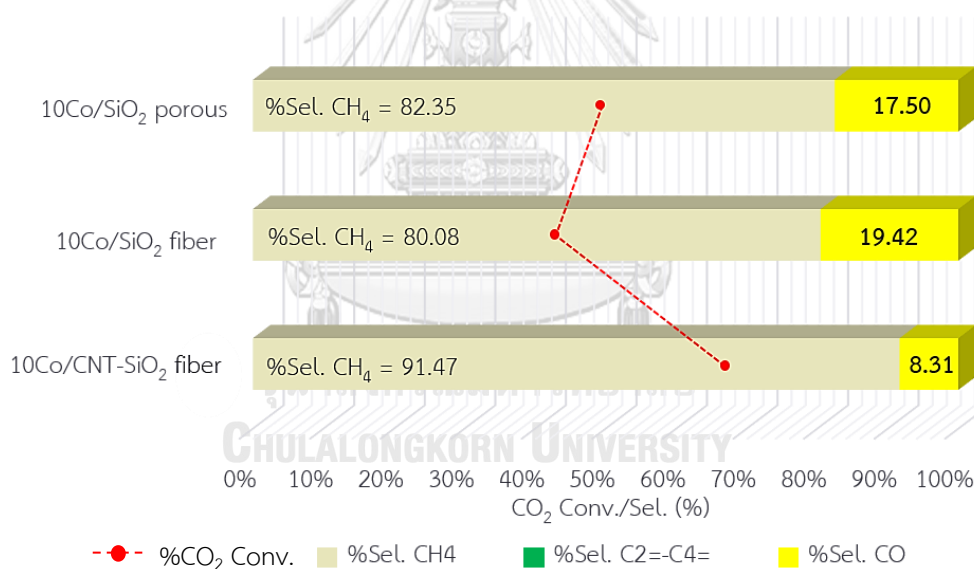 10Co/SiO₂ porous
%Sel. CH₄ = 82.35
17.50
10Co/SiO₂ fiber
%Sel. CH₄ = 80.08
19.42
10Co/CNT-SiO₂ fiber
%Sel. CH₄ = 91.47
8.31
CHULALONGKORN UNIVERSITY
0% 10% 20% 30% 40% 50% 60% 70% 80% 90% 100%
CO₂ Conv./Sel. (%)
%CO₂ Conv. %Sel. CH4 %Sel. C2=-C4= %Sel. CO